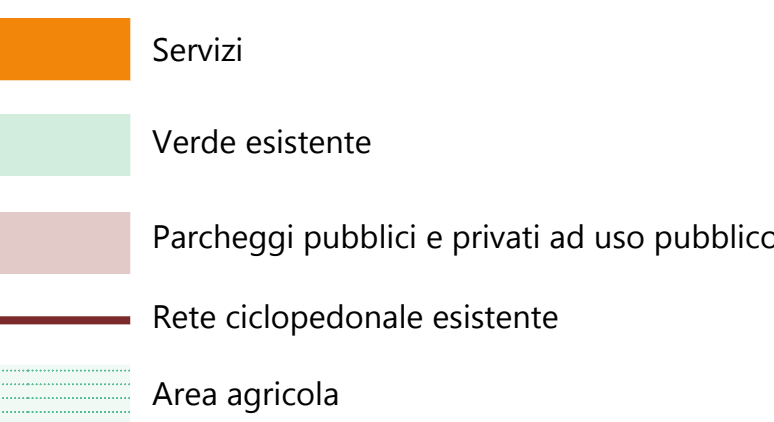 Servizi
Verde esistente
Parcheggi pubblici e privati ad uso pubblico
Rete ciclopedonale esistente
Area agricola